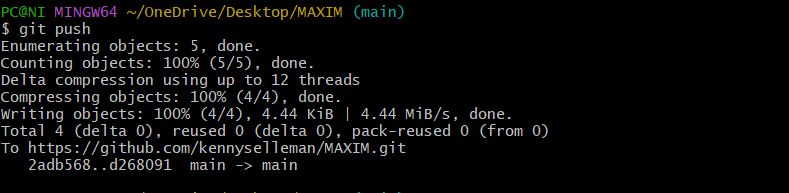 PC@NI MINGW64 ~/OneDrive/Desktop/MAXIM (main)
$ git push
Enumerating objects: 5, done.
Counting objects: 100% (5/5), done.
Delta compression using up to 12 threads
Compressing objects: 100% (4/4), done.
Writing objects: 100% (4/4), 4.44 KiB | 4.44 MiB/s, done.
Total 4 (delta 0), reused 0 (delta 0), pack-reused 0 (from 0)
To https://github.com/kennyselleman/MAXIM.git
   2adb568..d268091  main -> main